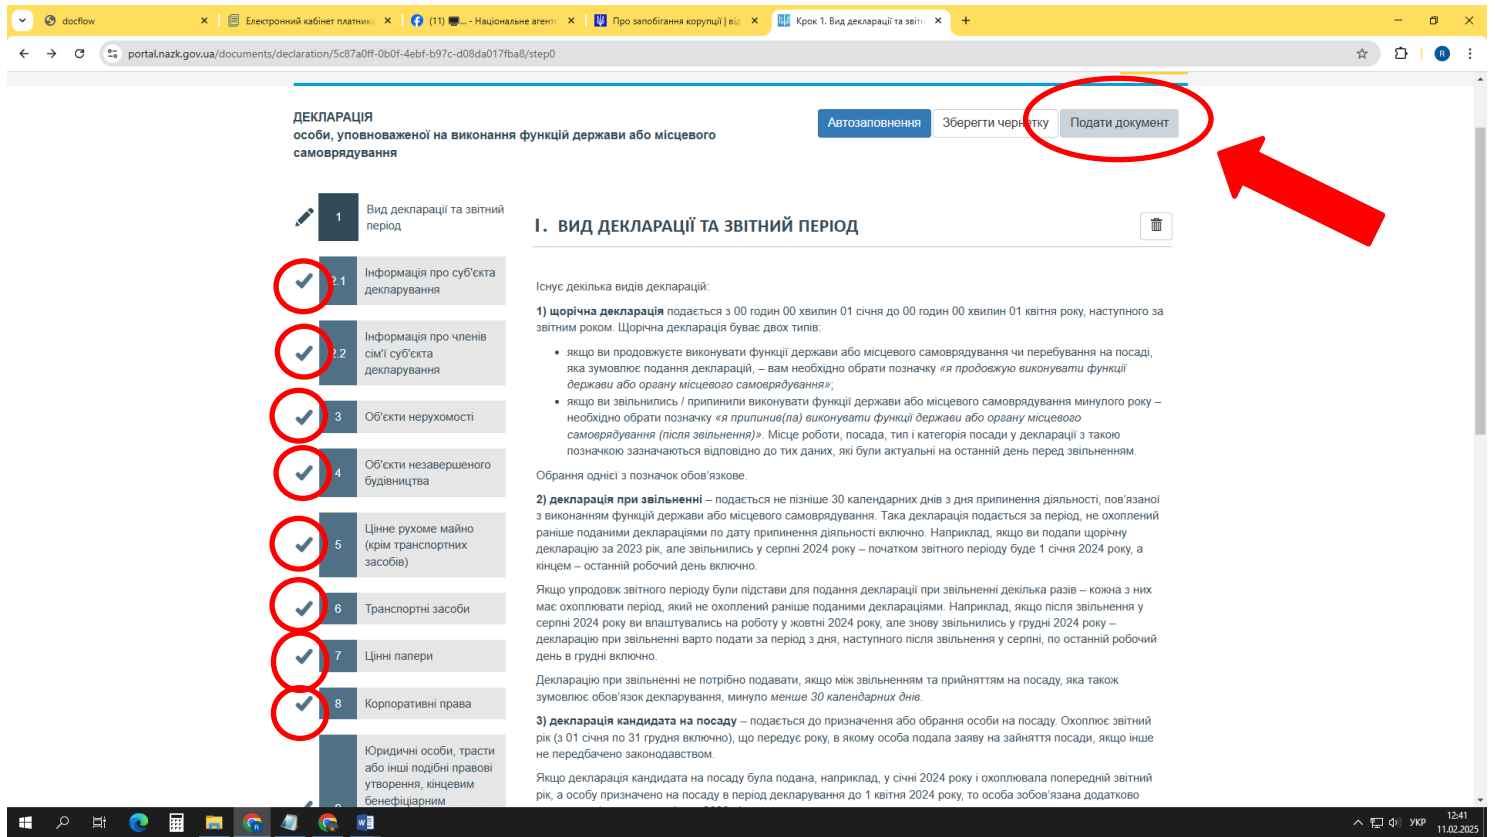 docflow
Електронний кабінет платник
(11) ... - Національне агент
Про запобігання корупції | від
Крок 1. Вид декларації та звітн
portal.nazk.gov.ua/documents/declaration/5c87a0ff-0b0f-4ebf-b97c-d08da017fba8/step0
R
ДЕКЛАРАЦІЯ
особи, уповноваженої на виконання функцій держави або місцевого
самоврядування
Автозаповнення
Зберегти чернетку
Подати документ
1
Вид декларації та звітний
період
2.1
Інформація про суб'єкта
декларування
2.2
Інформація про членів
сім'ї суб'єкта
декларування
3
Об'єкти нерухомості
4
Об'єкти незавершеного
будівництва
5
Цінне рухоме майно
(крім транспортних
засобів)
6
Транспортні засоби
7
Цінні папери
8
Корпоративні права
Юридичні особи, трасти
або інші подібні правові
утворення, кінцевим
бенефіціарним
I. ВИД ДЕКЛАРАЦІЇ ТА ЗВІТНИЙ ПЕРІОД
Існує декілька видів декларацій:
1) щорічна декларація подається з 00 годин 00 хвилин 01 січня до 00 годин 00 хвилин 01 квітня року, наступного за
звітним роком. Щорічна декларація буває двох типів:
• якщо ви продовжуєте виконувати функції держави або місцевого самоврядування чи перебування на посаді,
яка зумовлює подання декларацій, – вам необхідно обрати позначку «я продовжую виконувати функції
держави або органу місцевого самоврядування»;
• якщо ви звільнились / припинили виконувати функції держави або місцевого самоврядування минулого року –
необхідно обрати позначку «я припинив(ла) виконувати функції держави або органу місцевого
самоврядування (після звільнення)». Місце роботи, посада, тип і категорія посади у декларації з такою
позначкою зазначаються відповідно до тих даних, які були актуальні на останній день перед звільненням.
Обрання однієї з позначок обов’язкове.
2) декларація при звільненні – подається не пізніше 30 календарних днів з дня припинення діяльності, пов’язаної
з виконанням функцій держави або місцевого самоврядування. Така декларація подається за період, не охоплений
раніше поданими деклараціями по дату припинення діяльності включно. Наприклад, якщо ви подали щорічну
декларацію за 2023 рік, але звільнились у серпні 2024 року – початком звітного періоду буде 1 січня 2024 року, а
кінцем – останній робочий день включно.
Якщо упродовж звітного періоду були підстави для подання декларації при звільненні декілька разів – кожна з них
має охоплювати період, який не охоплений раніше поданими деклараціями. Наприклад, якщо після звільнення у
серпні 2024 року ви влаштувались на роботу у жовтні 2024 року, але знову звільнились у грудні 2024 року –
декларацію при звільненні варто подати за період з дня, наступного після звільнення у серпні, по останній робочий
день в грудні включно.
Декларацію при звільненні не потрібно подавати, якщо між звільненням та прийняттям на посаду, яка також
зумовлює обов’язок декларування, минуло менше 30 календарних днів.
3) декларація кандидата на посаду – подається до призначення або обрання особи на посаду. Охоплює звітний
рік (з 01 січня по 31 грудня включно), що передує року, в якому особа подала заяву на зайняття посади, якщо інше
не передбачено законодавством.
Якщо декларація кандидата на посаду була подана, наприклад, у січні 2024 року і охоплювала попередній звітний
рік, а особу призначено на посаду в період декларування до 1 квітня 2024 року, то особа зобов’язана додатково
УКР
12:41
11.02.2025